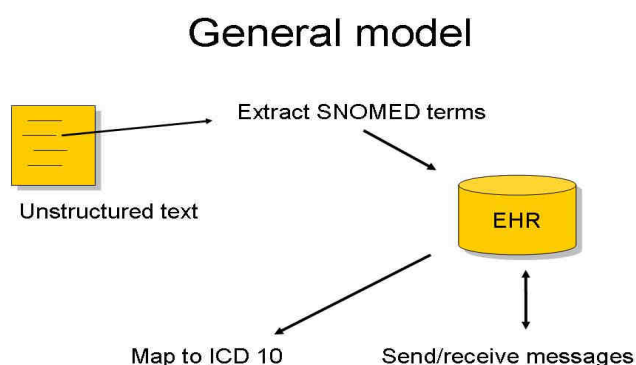 General model
Extract SNOMED terms
Unstructured text
EHR
Map to ICD 10
Send/receive messages